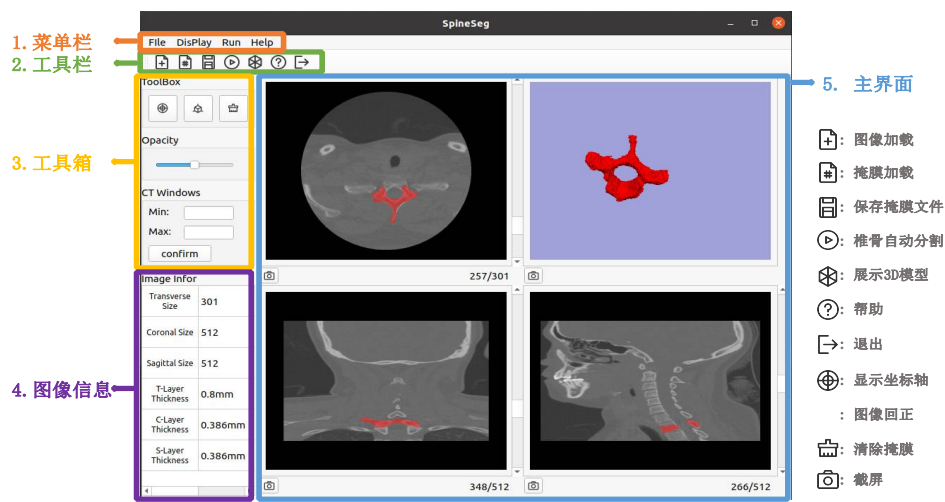 SpineSeg
1.菜单栏
FIle DisPlay Run Help
2.工具栏
ToolBox
5. 主界面
Opacity
3.工具箱
CT Windows
Min:
Max:
confirm
257/301
Image Infor
Transverse Size 301
Coronal Size 512
Sagittal Size 512
4.图像信息
T-Layer Thickness 0.8mm
C-Layer Thickness 0.386mm
S-Layer Thickness 0.386mm
348/512
266/512
+: 图像加载
#: 掩膜加载
: 保存掩膜文件
: 椎骨自动分割
: 展示3D模型
?: 帮助
: 退出
: 显示坐标轴
: 图像回正
: 清除掩膜
: 截屏